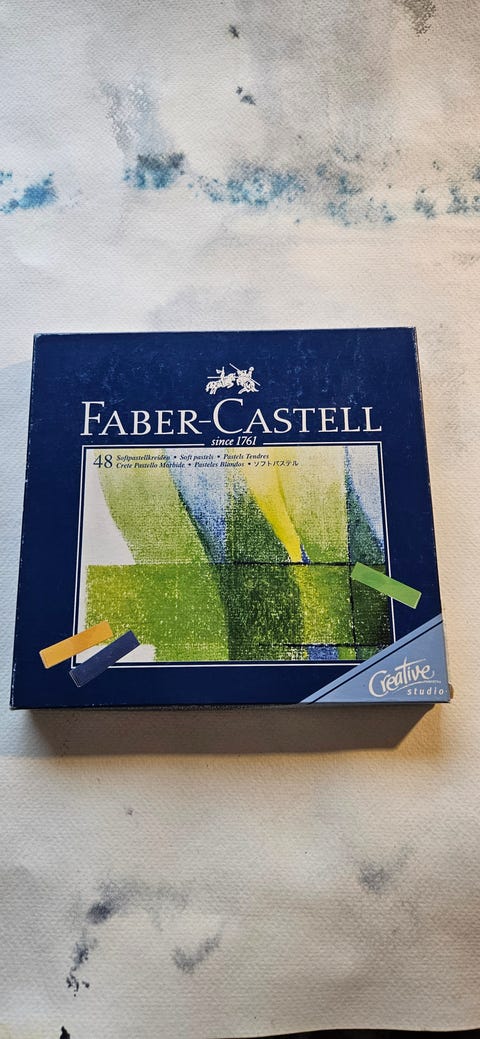 FABER-CASTELL
since 1761
48 Softpastellkreiden • Soft pastels • Pastels Tendres
Crete Pastello Morbide • Pasteles Blandos • ソフトパステル
Creative
studio